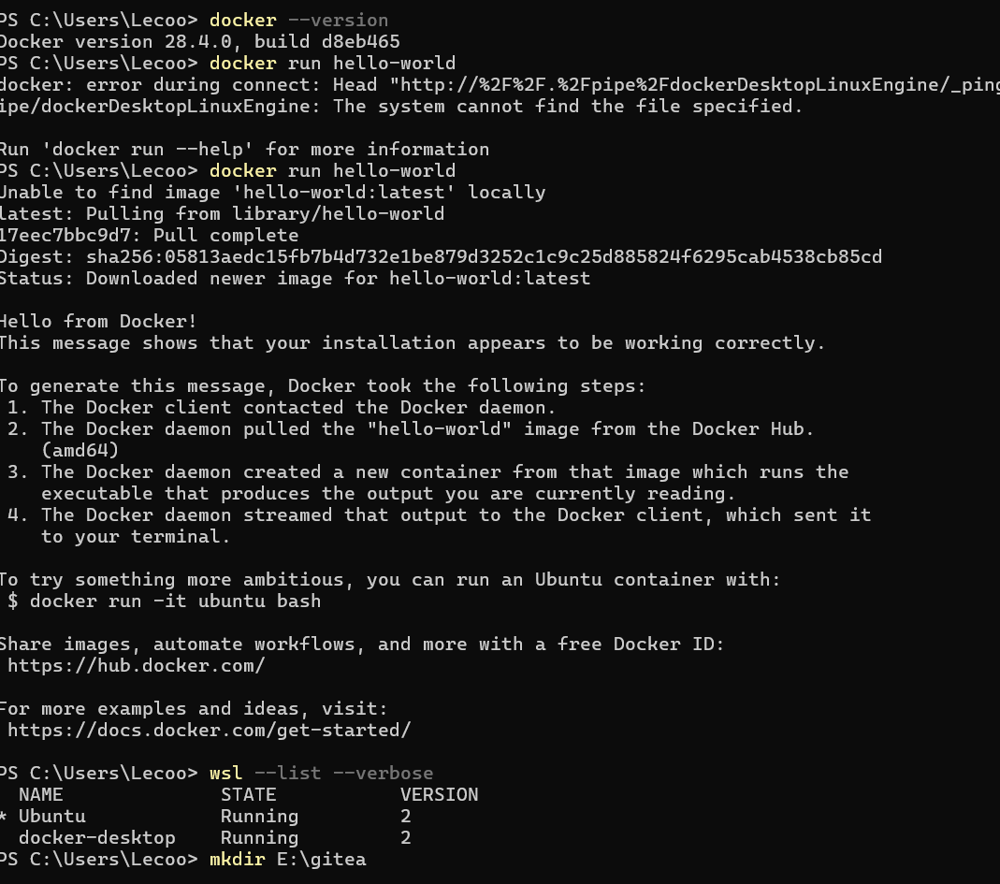 PS C:\Users\Lecoo> docker --version
Docker version 28.4.0, build d8eb465
PS C:\Users\Lecoo> docker run hello-world
docker: error during connect: Head "http://%2F%2F.%2Fpipe%2FdockerDesktopLinuxEngine/_ping
ipe/dockerDesktopLinuxEngine: The system cannot find the file specified.
Run 'docker run --help' for more information
PS C:\Users\Lecoo> docker run hello-world
Unable to find image 'hello-world:latest' locally
latest: Pulling from library/hello-world
17eec7bbc9d7: Pull complete
Digest: sha256:05813aedc15fb7b4d732e1be879d3252c1c9c25d885824f6295cab4538cb85cd
Status: Downloaded newer image for hello-world:latest
Hello from Docker!
This message shows that your installation appears to be working correctly.
To generate this message, Docker took the following steps:
1. The Docker client contacted the Docker daemon.
2. The Docker daemon pulled the "hello-world" image from the Docker Hub.
(amd64)
3. The Docker daemon created a new container from that image which runs the
executable that produces the output you are currently reading.
4. The Docker daemon streamed that output to the Docker client, which sent it
to your terminal.
To try something more ambitious, you can run an Ubuntu container with:
$ docker run -it ubuntu bash
Share images, automate workflows, and more with a free Docker ID:
https://hub.docker.com/
For more examples and ideas, visit:
https://docs.docker.com/get-started/
PS C:\Users\Lecoo> wsl --list --verbose
NAME STATE VERSION
* Ubuntu Running 2
docker-desktop Running 2
PS C:\Users\Lecoo> mkdir E:\gitea